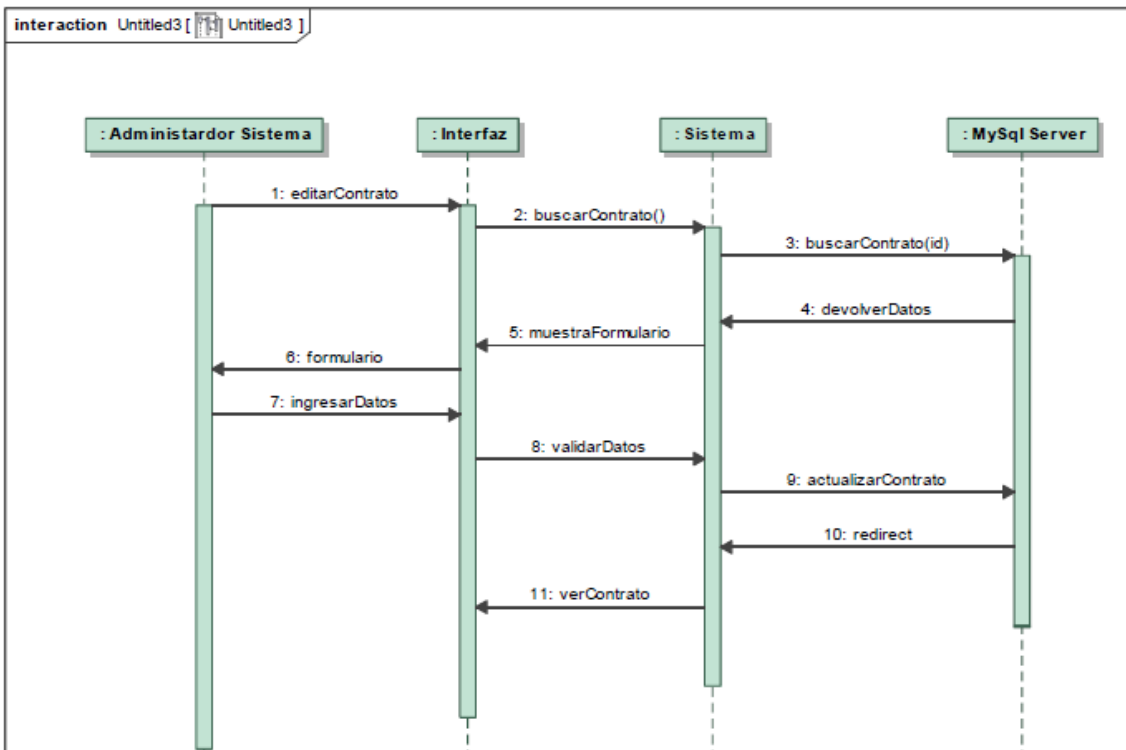 interaction Untitled3 [ Untitled3 ]
: Administardor Sistema
: Interfaz
: Sistema
: MySql Server
1: editarContrato
2: buscarContrato()
3: buscarContrato(id)
4: devolverDatos
5: muestraFormulario
6: formulario
7: ingresarDatos
8: validarDatos
9: actualizarContrato
10: redirect
11: verContrato